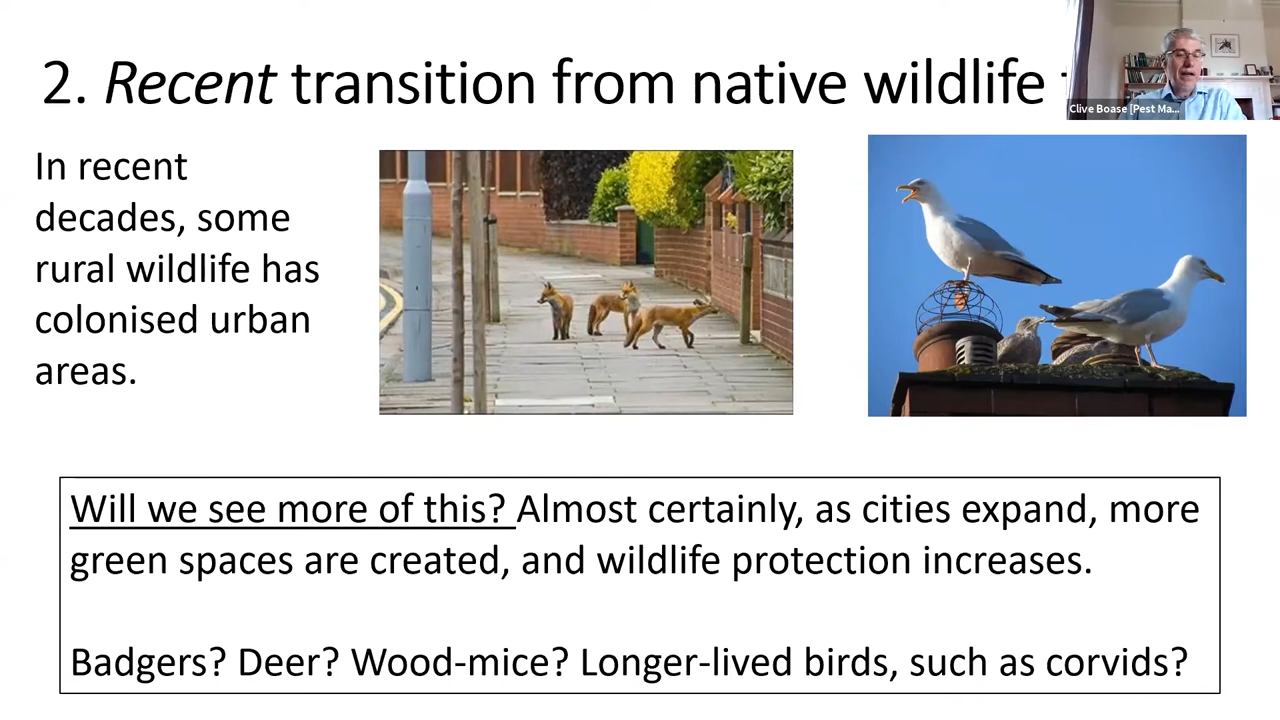 2. Recent transition from native wildlife
Clive Boase [Pest Ma...
In recent
decades, some
rural wildlife has
colonised urban
areas.
Will we see more of this? Almost certainly, as cities expand, more
green spaces are created, and wildlife protection increases.
Badgers? Deer? Wood-mice? Longer-lived birds, such as corvids?